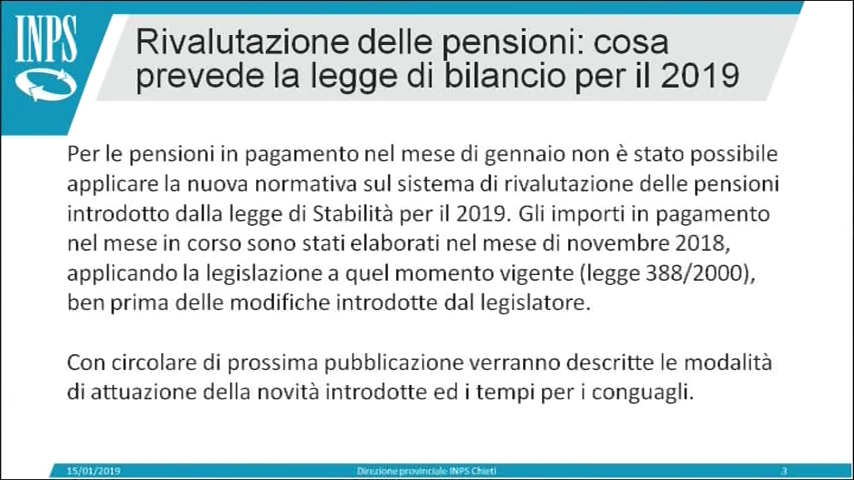 INPS
Rivalutazione delle pensioni: cosa
prevede la legge di bilancio per il 2019
Per le pensioni in pagamento nel mese di gennaio non è stato possibile
applicare la nuova normativa sul sistema di rivalutazione delle pensioni
introdotto dalla legge di Stabilità per il 2019. Gli importi in pagamento
nel mese in corso sono stati elaborati nel mese di novembre 2018,
applicando la legislazione a quel momento vigente (legge 388/2000),
ben prima delle modifiche introdotte dal legislatore.
Con circolare di prossima pubblicazione verranno descritte le modalità
di attuazione della novità introdotte ed i tempi per i conguagli.
15/01/2019
Direzione provinciale INPS Chieti
3